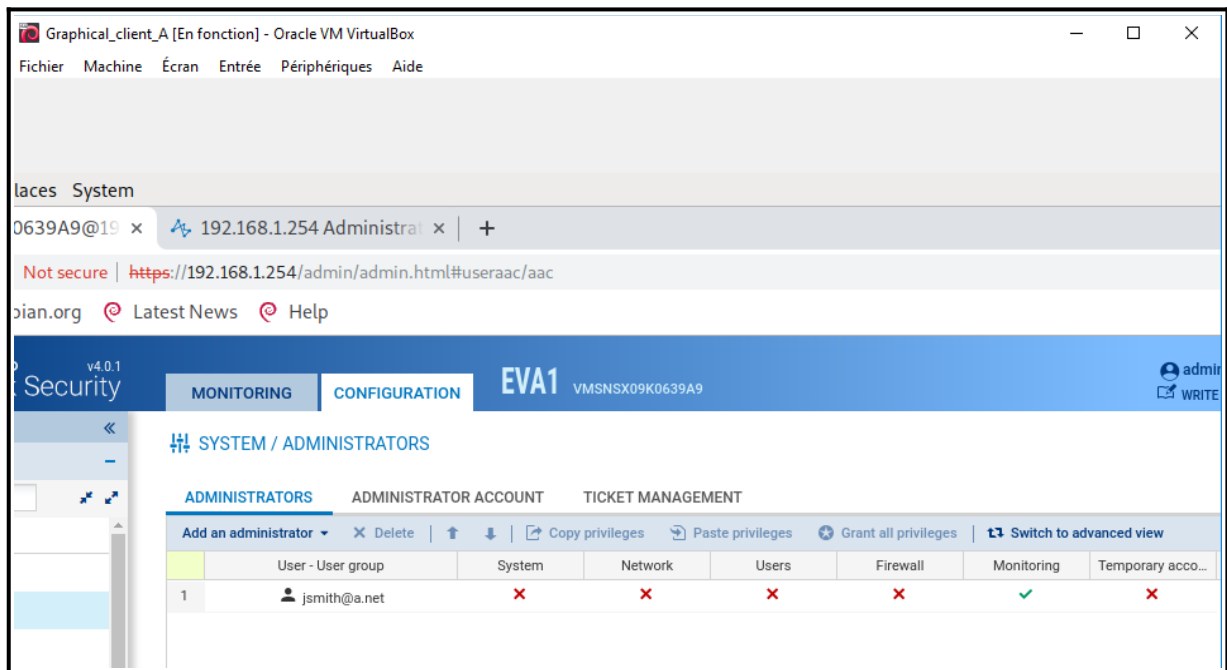 Graphical_client_A [En fonction] - Oracle VM VirtualBox
Fichier Machine Écran Entrée Périphériques Aide
laces System
0639A9@19 × 192.168.1.254 Administrat × +
Not secure | https://192.168.1.254/admin/admin.html#useraac/aac
bian.org Latest News Help
v4.0.1
Security MONITORING CONFIGURATION EVA1 VMSNSX09K0639A9 admin
WRITE
SYSTEM / ADMINISTRATORS
ADMINISTRATORS ADMINISTRATOR ACCOUNT TICKET MANAGEMENT
Add an administrator Delete Copy privileges Paste privileges Grant all privileges Switch to advanced view
User - User group System Network Users Firewall Monitoring Temporary acco...
1 jsmith@a.net